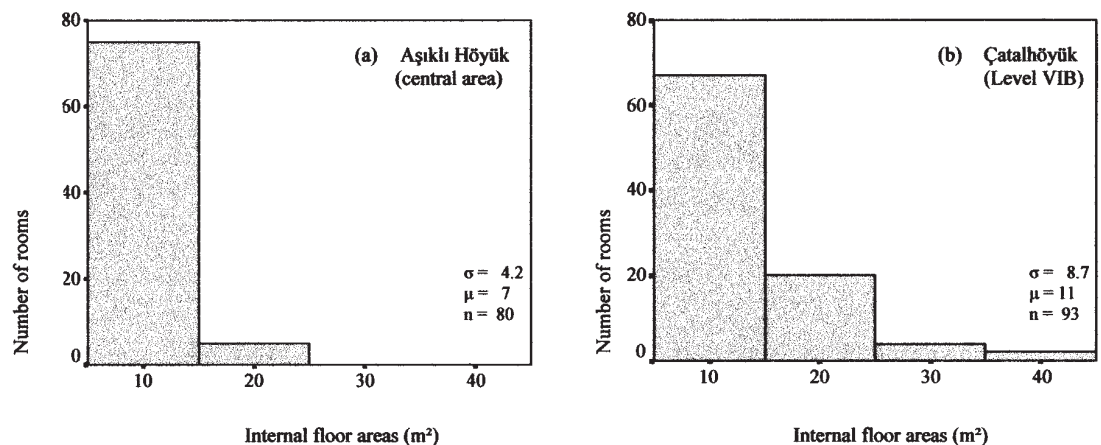 80
60
40
20
0
Number of rooms
(a) Aşıklı Höyük
(central area)
σ = 4.2
μ = 7
n = 80
10 20 30 40
Internal floor areas (m²)
80
60
40
20
0
Number of rooms
(b) Çatalhöyük
(Level VIB)
σ = 8.7
μ = 11
n = 93
10 20 30 40
Internal floor areas (m²)